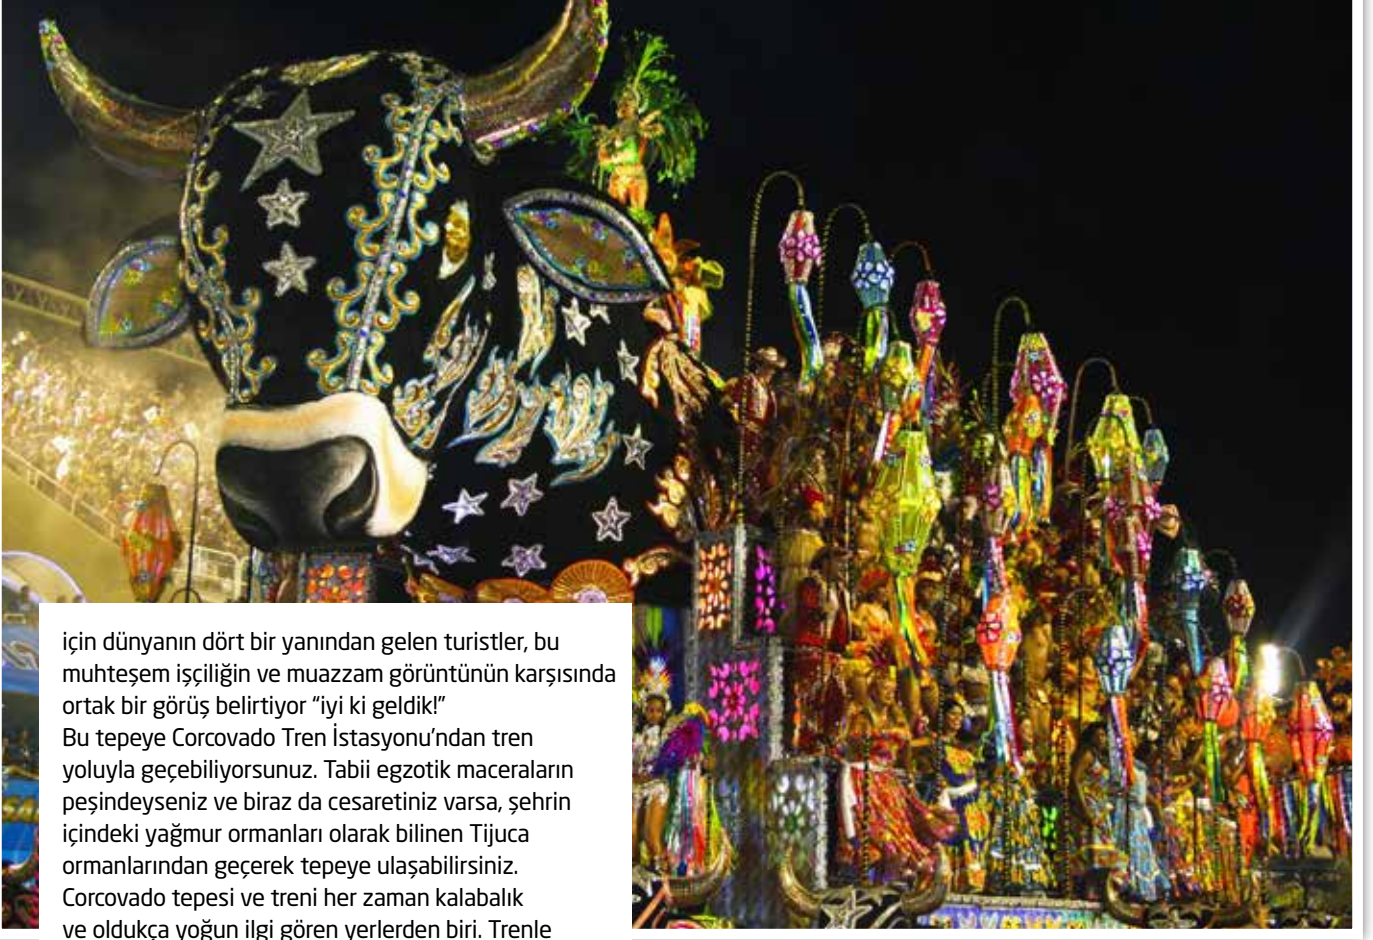 için dünyanın dört bir yanından gelen turistler, bu
muhteşem işçiliğin ve muazzam görüntünün karşısında
ortak bir görüş belirtiyor “iyi ki geldik!”
Bu tepeye Corcovado Tren İstasyonu’ndan tren
yoluyla geçebiliyorsunuz. Tabii egzotik maceraların
peşindeyseniz ve biraz da cesaretiniz varsa, şehrin
içindeki yağmur ormanları olarak bilinen Tijuca
ormanlarından geçerek tepeye ulaşabilirsiniz.
Corcovado tepesi ve treni her zaman kalabalık
ve oldukça yoğun ilgi gören yerlerden biri. Trenle